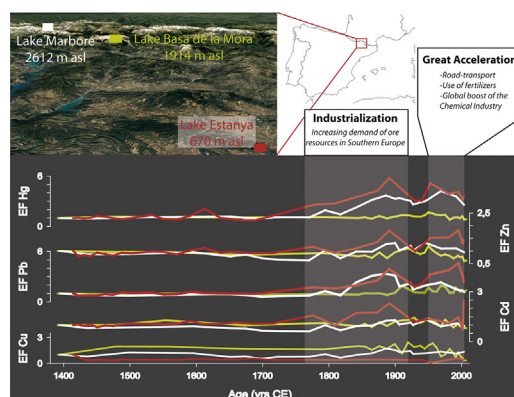 Lake Marboré
2612 m asl
Lake Basa de la Mora
1914 m asl
Lake Estanya
670 m asl
Great Acceleration
-Road-transport
-Use of fertilizers
-Global boost of the
Chemical Industry
Industrialization
Increasing demand of ore
resources in Southern Europe
EF Hg
6
0
EF Zn
2,5
0,5
EF Pb
6
0
EF Cd
3
0
EF Cu
3
0
1400
1500
1600
1700
1800
1900
2000
Age (yrs CE)